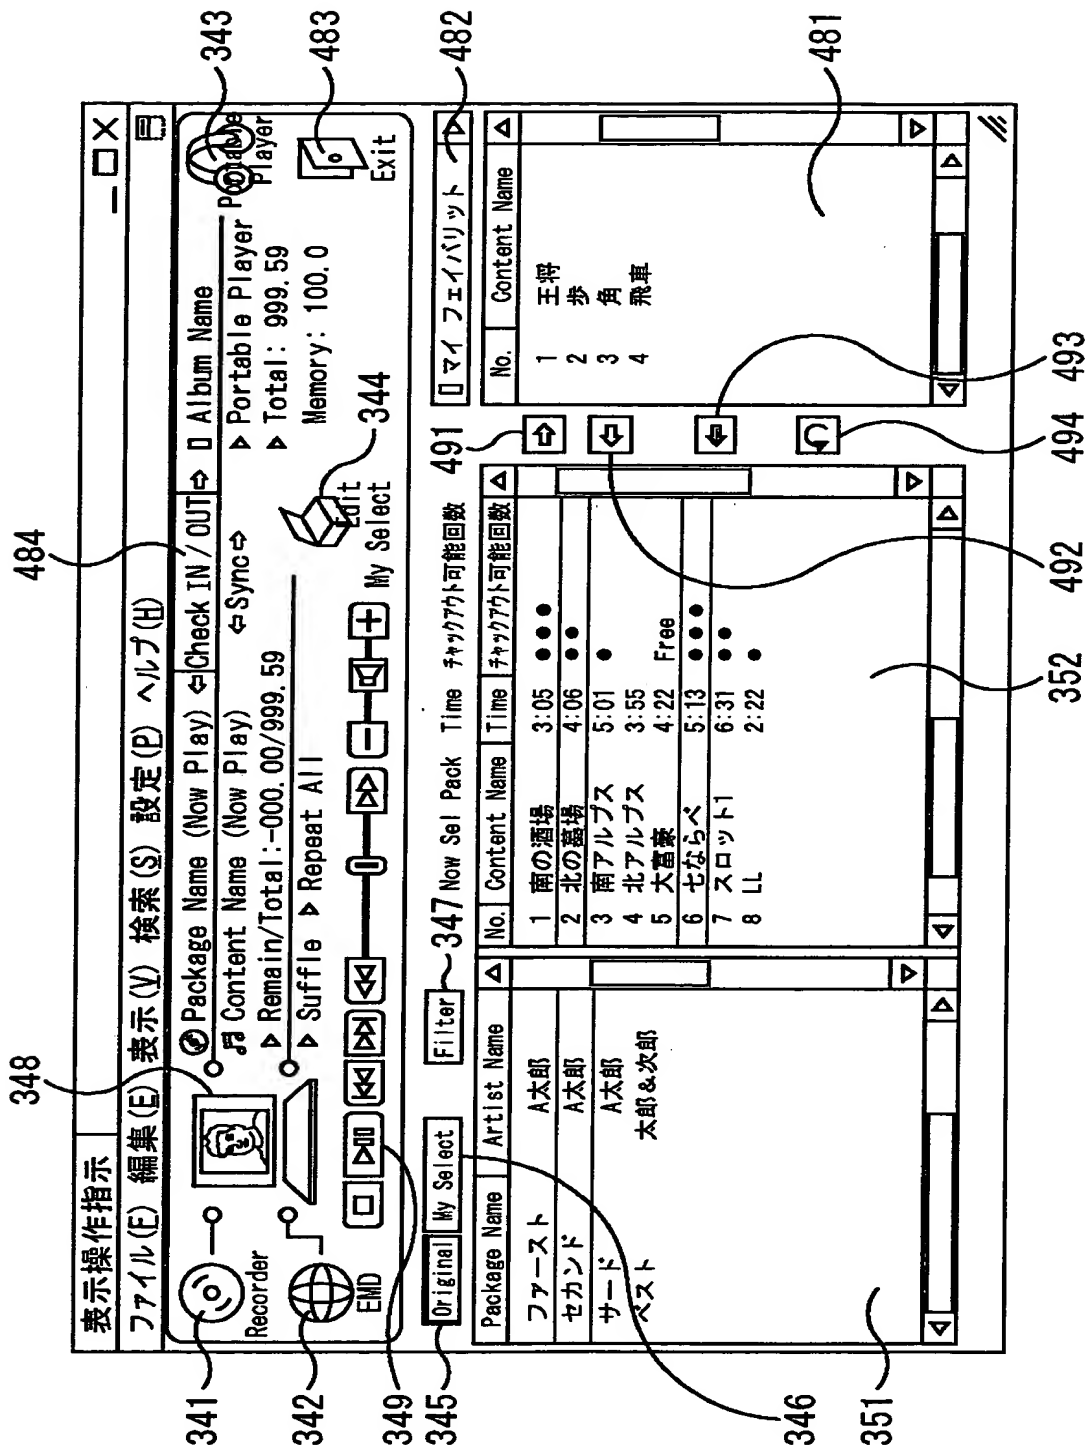 484
343
483
348
482
表示操作指示
ファイル(F) 編集(E) 表示(V) 検索(S) 設定(P) ヘルプ(H)
Package Name (Now Play) ⇦Check IN / OUT⇨ ▯ Album Name
Portable Player
Content Name (Now Play) ⇦Sync⇨ ▷ Portable Player
▷ Remain/Total:-000.00/999.59 ▷ Total: 999.59
▷ Suffle ▷ Repeat All Memory: 100.0
Recorder
EMD
Edit
My Select
344
Exit
341
342
349
345
Original My Select Filter 347 Now Sel Pack Time チャックアウト可能回数 491 ▯ マイ フェイバリット
Package Name Artist Name
ファースト A太郎
セカンド A太郎
サード A太郎
ベスト 太郎&次郎
No. Content Name Time チャックアウト可能回数
1 南の酒場 3:05 ●●●
2 北の墓場 4:06 ●●
3 南アルプス 5:01 ●
4 北アルプス 3:55
5 大富豪 4:22 Free
6 七ならべ 5:13 ●●●
7 スロット1 6:31 ●●
8 LL 2:22 ●
No. Content Name
1 王将
2 歩
3 角
4 飛車
346
351
352
492
494
493
481